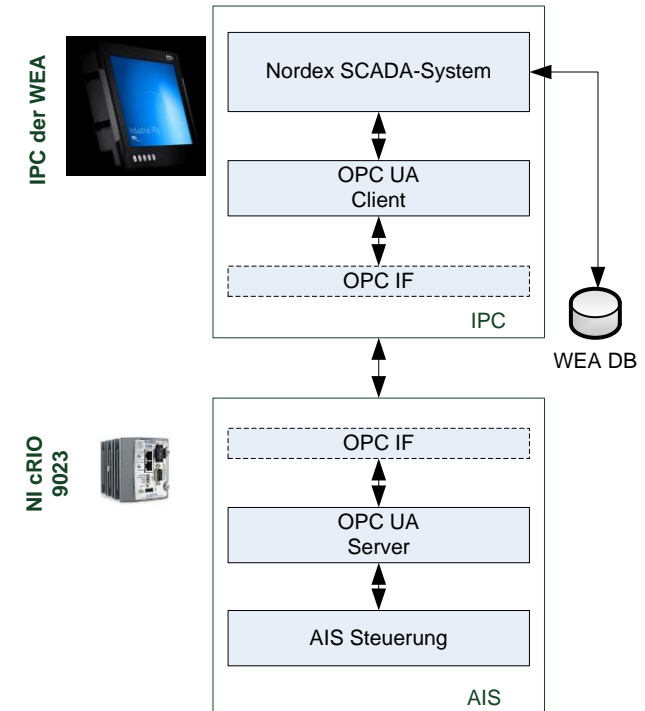 IPC der WEA
Nordex SCADA-System
OPC UA
Client
OPC IF
IPC
WEA DB
NI cRIO
9023
OPC IF
OPC UA
Server
AIS Steuerung
AIS